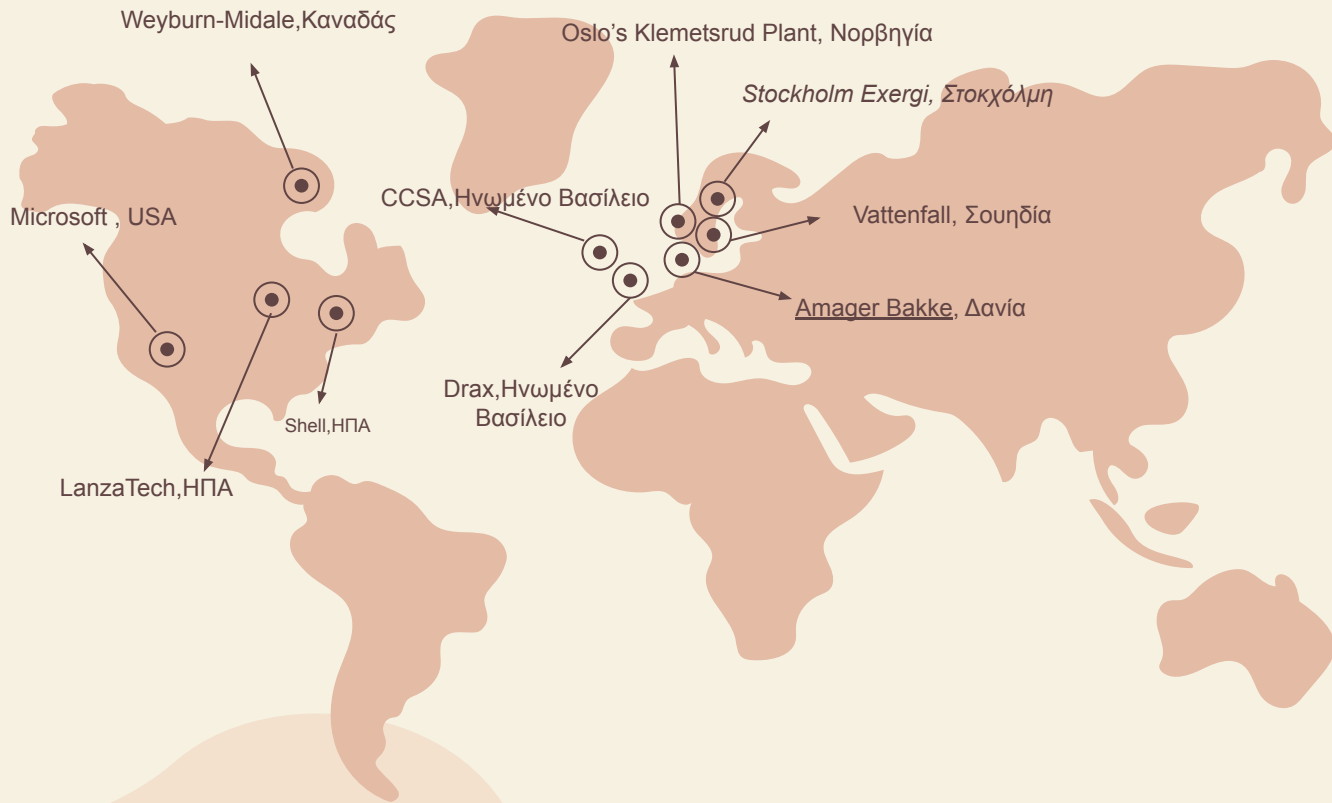 Weyburn-Midale,Καναδάς
Oslo's Klemetsrud Plant, Νορβηγία
Stockholm Exergi, Στοκχόλμη
CCSA,Ηνωμένο Βασίλειο
Microsoft , USA
Vattenfall, Σουηδία
Amager Bakke, Δανία
Drax,Ηνωμένο
Βασίλειο
Shell,ΗΠΑ
LanzaTech,ΗΠΑ